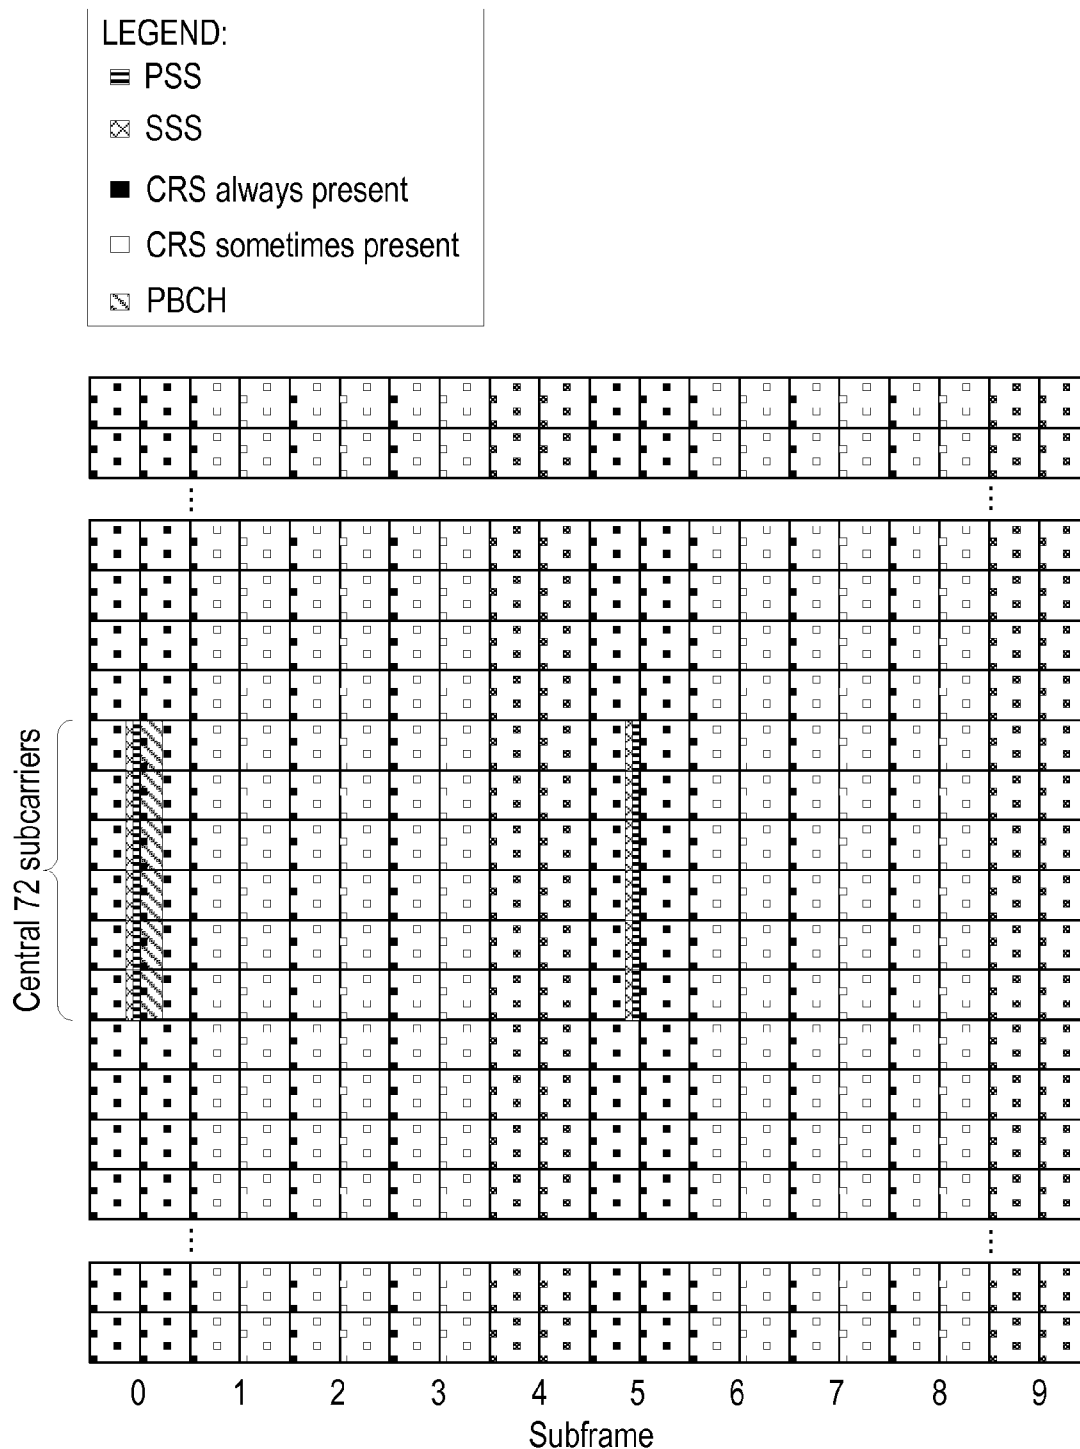 LEGEND:
PSS
SSS
CRS always present
CRS sometimes present
PBCH
Central 72 subcarriers
0 1 2 3 4 5 6 7 8 9
Subframe